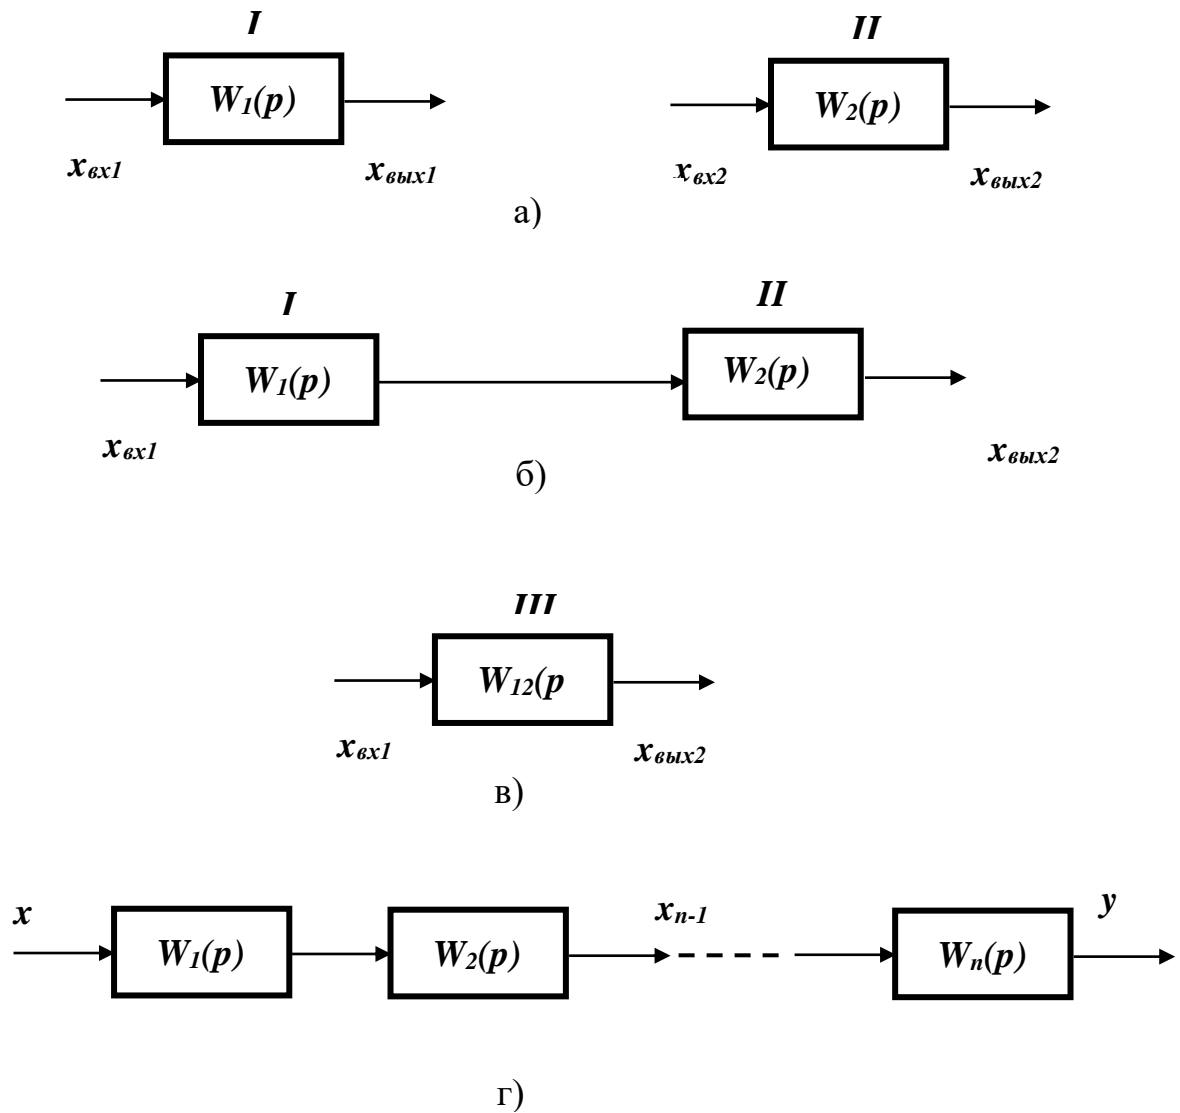 I
II
W1(p)
W2(p)
xвх1
xвых1
xвх2
xвых2
а)
I
II
W1(p)
W2(p)
xвх1
xвых2
б)
III
W12(p
xвх1
xвых2
в)
x
xn-1
y
W1(p)
W2(p)
Wn(p)
г)